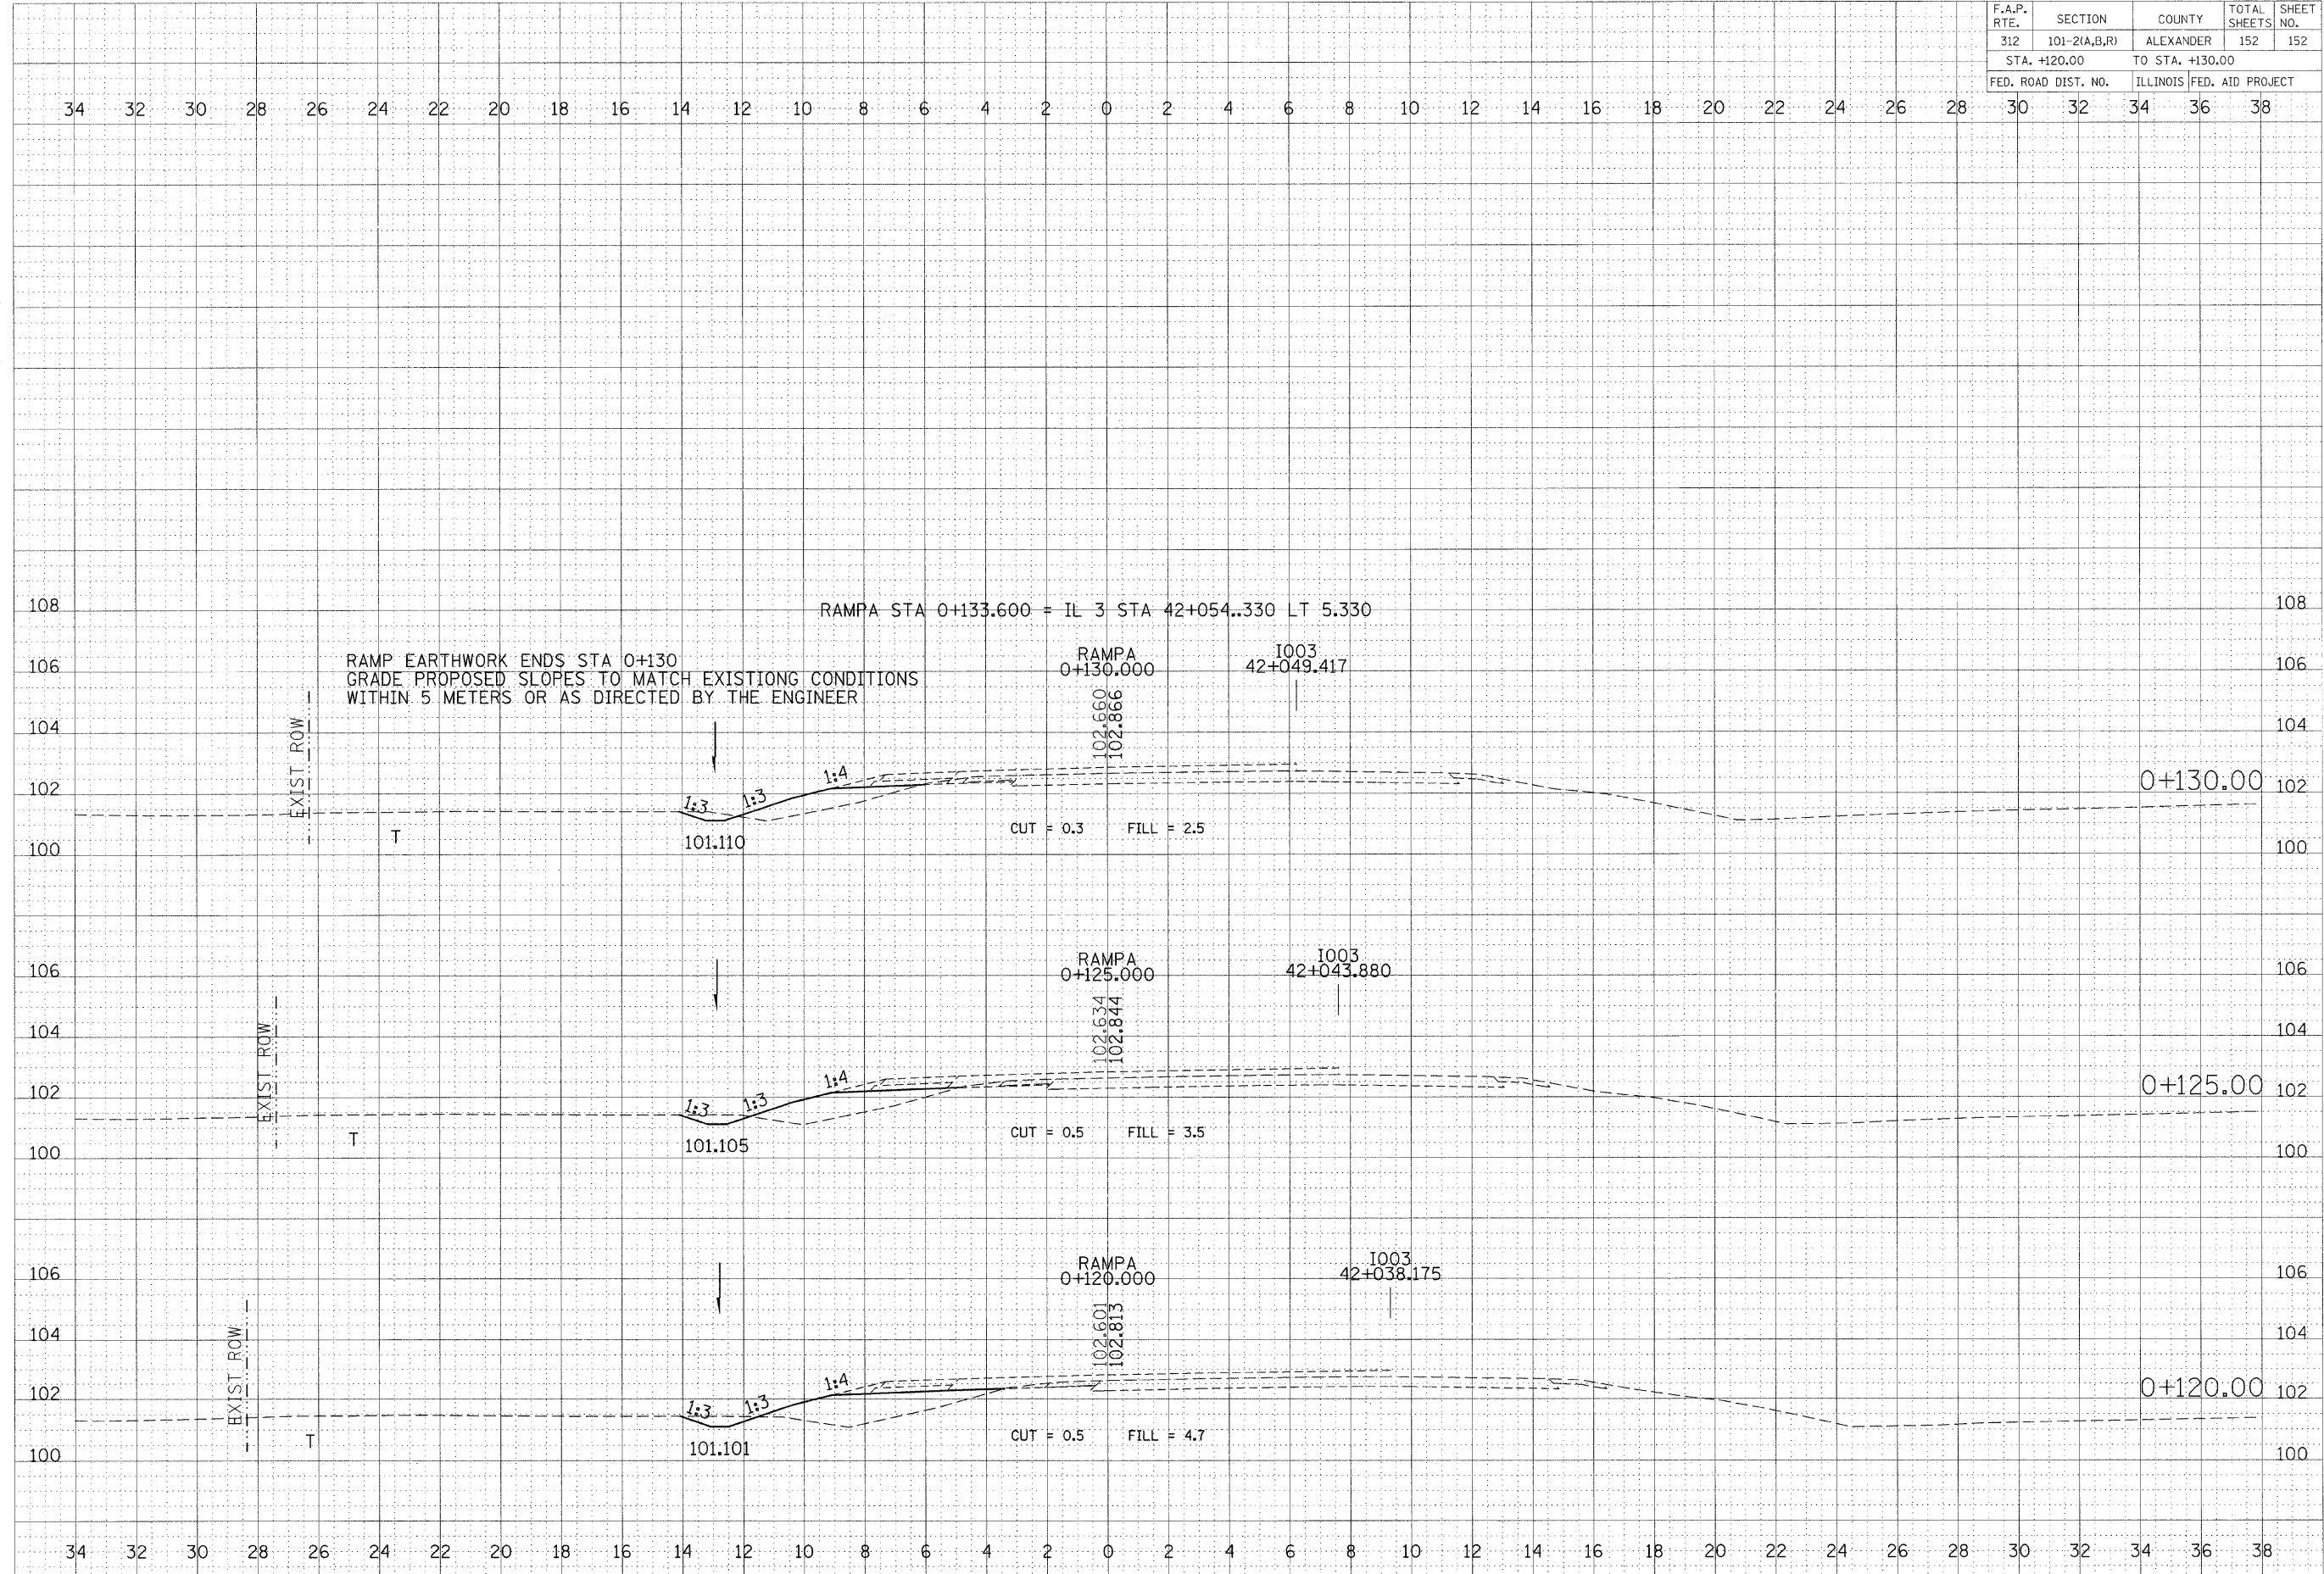 F.A.P. RTE. SECTION COUNTY TOTAL SHEETS SHEET NO.
312 101-2(A,B,R) ALEXANDER 152 152
STA. +120.00 TO STA. +130.00
FED. ROAD DIST. NO. ILLINOIS FED. AID PROJECT
34 32 30 28 26 24 22 20 18 16 14 12 10 8 6 4 2 0 2 4 6 8 10 12 14 16 18 20 22 24 26 28 30 32 34 36 38
108 RAMPA STA 0+133.600 = IL 3 STA 42+054..330 LT 5.330 108
RAMP EARTHWORK ENDS STA 0+130
GRADE PROPOSED SLOPES TO MATCH EXISTIONG CONDITIONS
WITHIN 5 METERS OR AS DIRECTED BY THE ENGINEER
RAMPA
0+130.000
I003
42+049.417
106 106
102.660
102.866
EXIST ROW
104 104
1:3 1:3 1:4
102 0+130.00 102
T
101.110
CUT = 0.3 FILL = 2.5
100 100
RAMPA
0+125.000
I003
42+043.880
106 106
102.634
102.844
EXIST ROW
104 104
1:3 1:3 1:4
102 0+125.00 102
T
101.105
CUT = 0.5 FILL = 3.5
100 100
RAMPA
0+120.000
I003
42+038.175
106 106
102.601
102.813
EXIST ROW
104 104
1:3 1:3 1:4
102 0+120.00 102
T
101.101
CUT = 0.5 FILL = 4.7
100 100
34 32 30 28 26 24 22 20 18 16 14 12 10 8 6 4 2 0 2 4 6 8 10 12 14 16 18 20 22 24 26 28 30 32 34 36 38